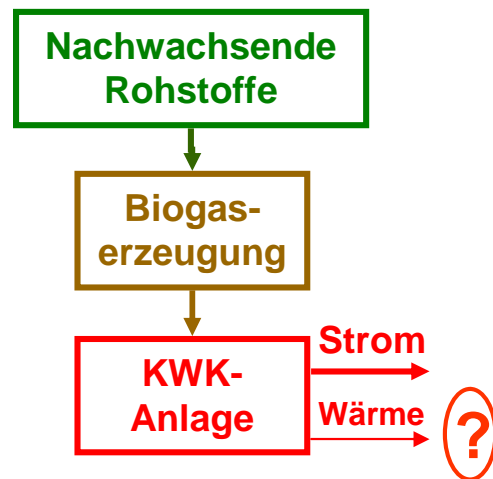 Nachwachsende
Rohstoffe
Biogas-
erzeugung
KWK-
Anlage
Strom
Wärme
?